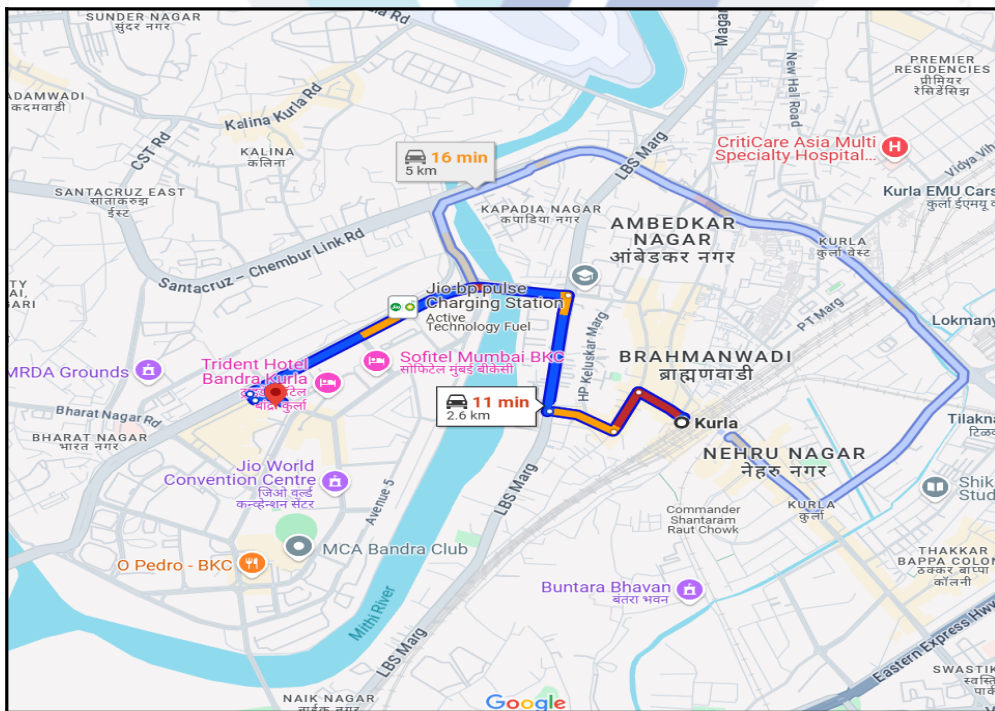 SUNDER NAGAR
सुंदर नगर
PREMIER
RESIDENCIES
प्रीमियर
रेसिडेंसिझ
New Hall Road
ADAMWADI
कदमवाडी
Kalina Kurla Rd
CST Rd
KALINA
कलिना
16 min
5 km
LBS Marg
CritiCare Asia Multi
Specialty Hospital...
SANTACRUZ EAST
सांताक्रुझ
ईस्ट
KAPADIA NAGAR
कपाडिया नगर
Kurla EMU Cars
AMBEDKAR
NAGAR
आंबेडकर नगर
KURLA
कुर्ला वेस्ट
Santacruz – Chembur Link Rd
Jio-bp pulse
Charging Station
Active
Technology Fuel
PT Marg
Lokmany
HP Keluskar Marg
MRDA Grounds
Trident Hotel
Bandra Kurla
Sofitel Mumbai BKC
सोफिटेल मुंबई बीकेसी
BRAHMANWADI
ब्राह्मणवाडी
11 min
2.6 km
Bharat Nagar Rd
BHARAT NAGAR
भारत नगर
Kurla
NEHRU NAGAR
नेहरू नगर
Jio World
Convention Centre
जिओ वर्ल्ड
कन्व्हेन्शन सेंटर
Avenue 5
LBS Marg
KURLA
कुर्ला
Commander
Shantaram
Raut Chowk
MCA Bandra Club
O Pedro - BKC
Buntara Bhavan
बंतरा भवन
THAKKAR
BAPPA COLON
ठक्कर बाप्पा
कॉलनी
Mithi River
LBS Marg
Eastern Express Hwy
SWASTIK
NAIK NAGAR
Google